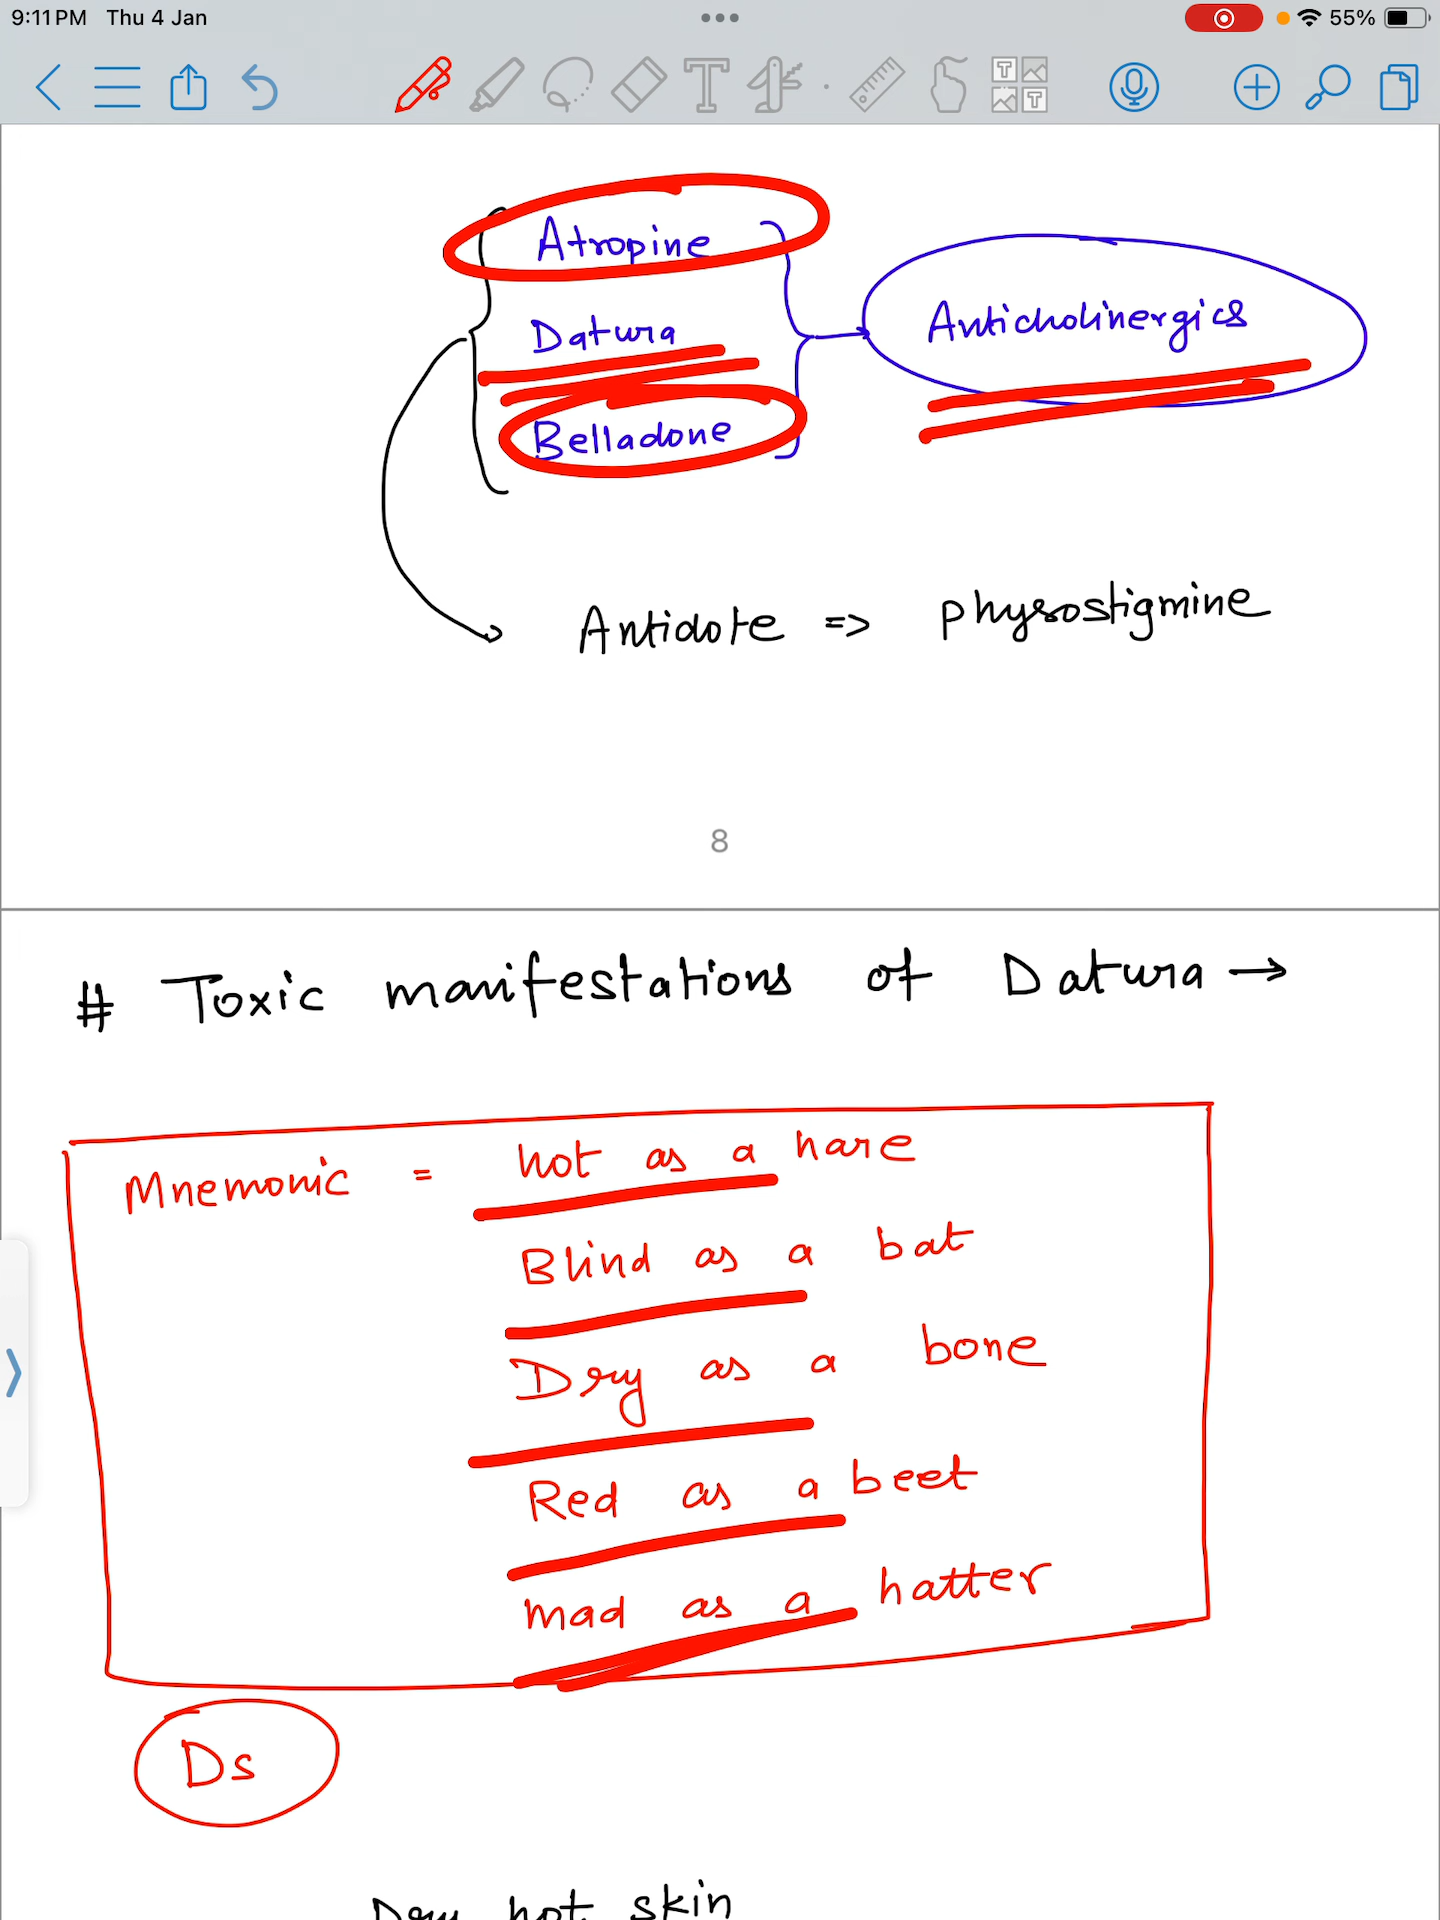 9:11 PM Thu 4 Jan 55%
Atropine
Datura
Belladone
Anticholinergics
Antidote => physostigmine
8
# Toxic manifestations of Datura →
Mnemonic = hot as a hare
Blind as a bat
Dry as a bone
Red as a beet
mad as a hatter
Ds
Dry hot skin